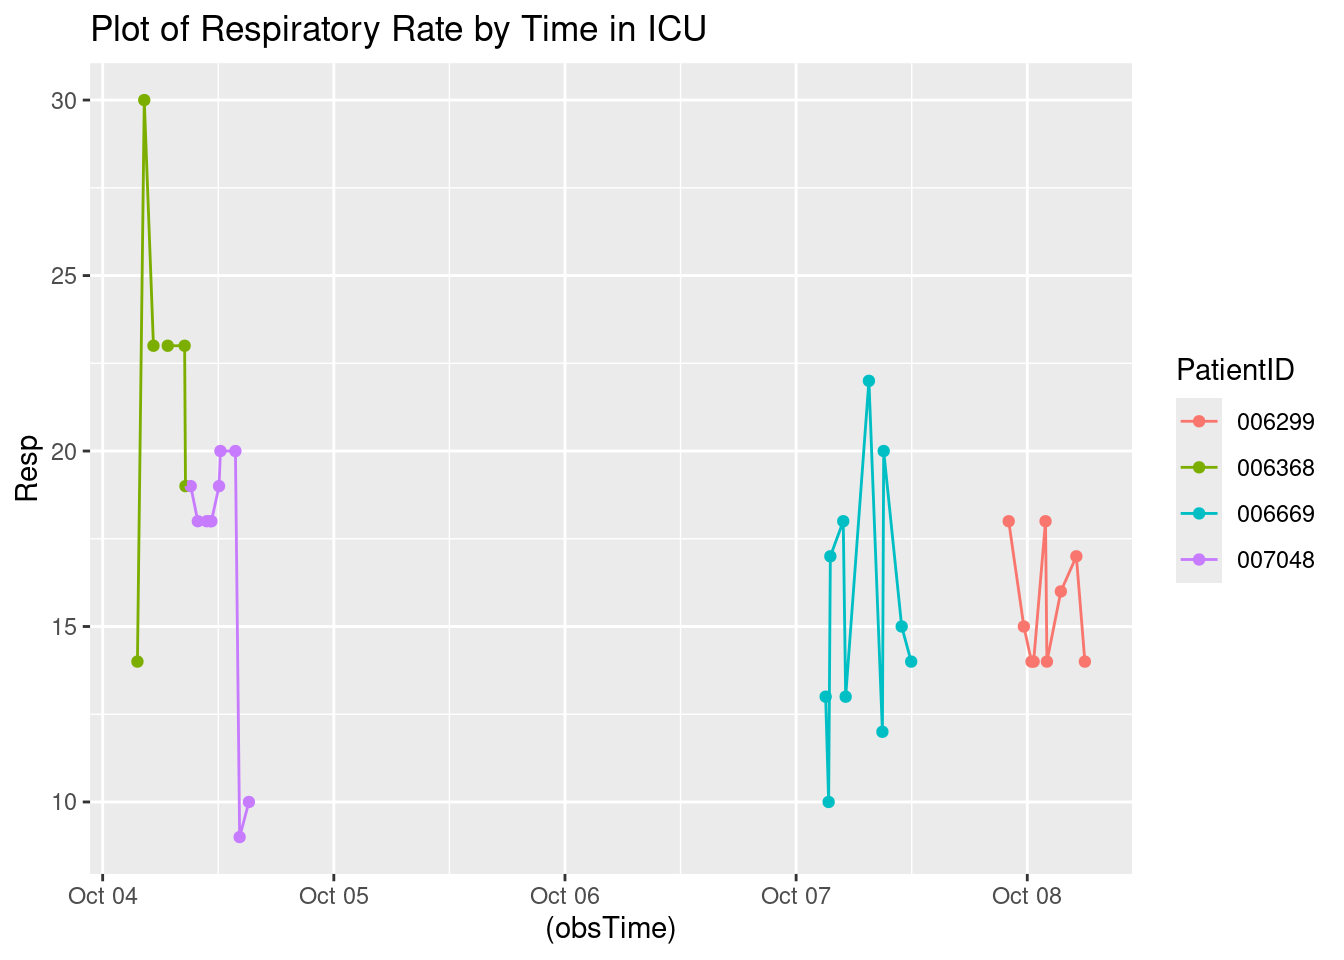 Plot of Respiratory Rate by Time in ICU
30
25
20
15
10
Resp
Oct 04
Oct 05
Oct 06
Oct 07
Oct 08
(obsTime)
PatientID
006299
006368
006669
007048